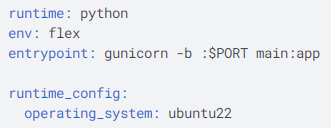 runtime: python
env: flex
entrypoint: gunicorn -b :$PORT main:app

runtime_config:
  operating_system: ubuntu22